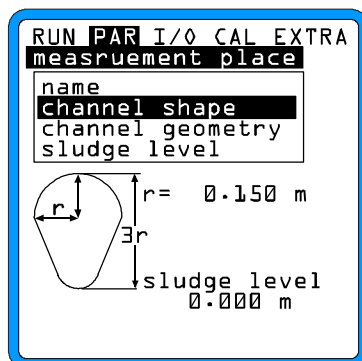 RUN PAR I/O CAL EXTRA
measruement place
name
channel shape
channel geometry
sludge level
r= 0.150 m
r
3r
sludge level
0.000 m